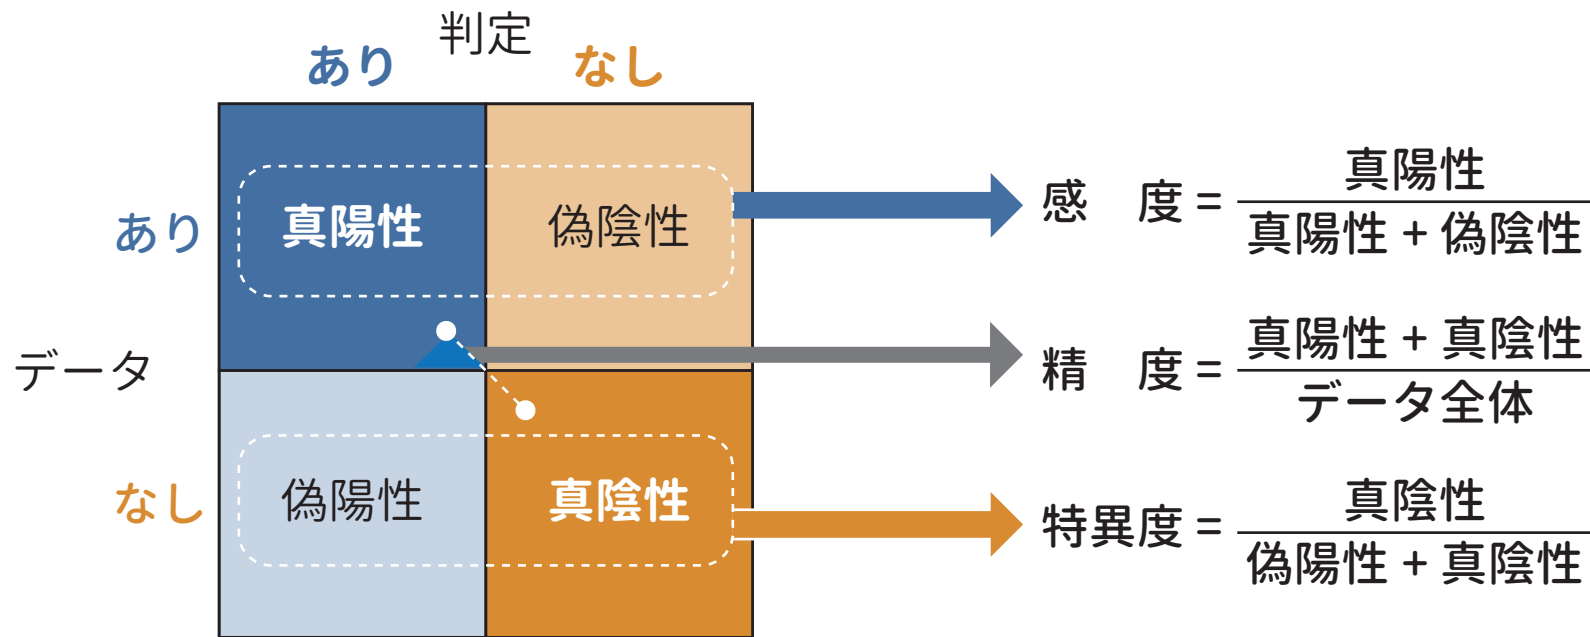 判定
あり なし
あり 真陽性 偽陰性
データ
なし 偽陽性 真陰性
感 度 = 真陽性
真陽性 + 偽陰性
精 度 = 真陽性 + 真陰性
データ全体
特異度 = 真陰性
偽陽性 + 真陰性